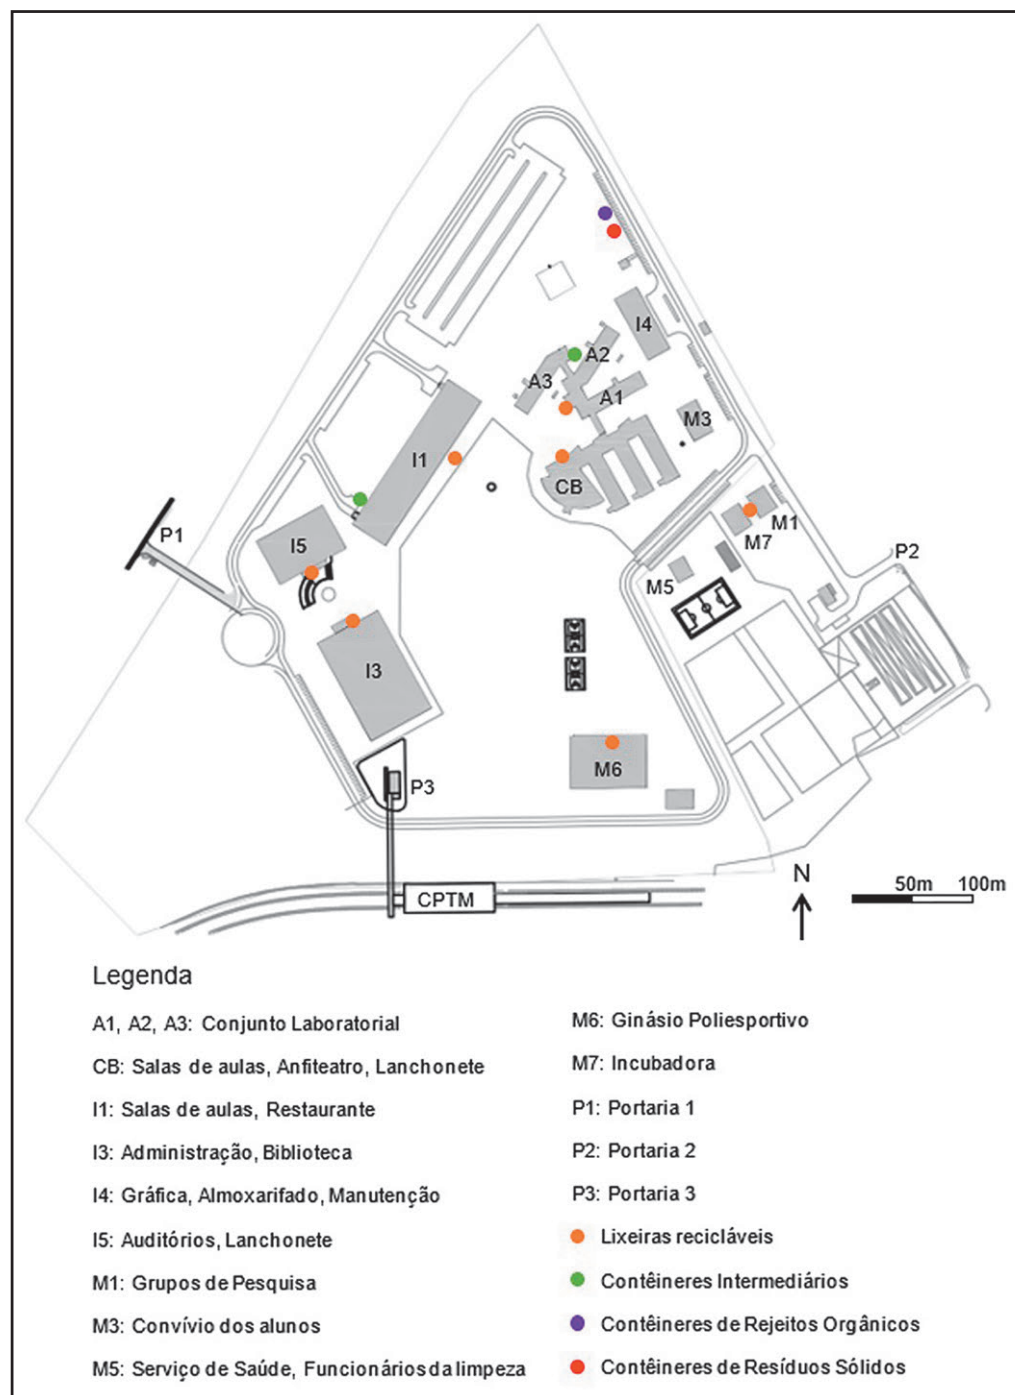 I4
A2
A3
A1
M3
I1
CB
P1
I5
M1
M7
P2
M5
I3
M6
P3
N
50m 100m
CPTM
Legenda
A1, A2, A3: Conjunto Laboratorial
CB: Salas de aulas, Anfiteatro, Lanchonete
I1: Salas de aulas, Restaurante
I3: Administração, Biblioteca
I4: Gráfica, Almoxarifado, Manutenção
I5: Auditórios, Lanchonete
M1: Grupos de Pesquisa
M3: Convívio dos alunos
M5: Serviço de Saúde, Funcionários da limpeza
M6: Ginásio Poliesportivo
M7: Incubadora
P1: Portaria 1
P2: Portaria 2
P3: Portaria 3
Lixeiras recicláveis
Contêineres Intermediários
Contêineres de Rejeitos Orgânicos
Contêineres de Resíduos Sólidos